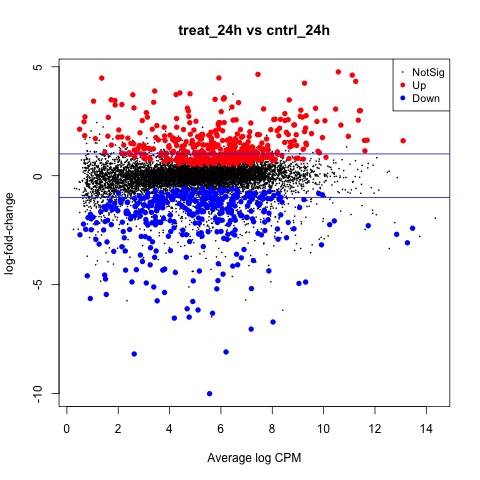 treat_24h vs cntrl_24h
NotSig
Up
Down
log-fold-change
5
0
-5
-10
0 2 4 6 8 10 12 14
Average log CPM